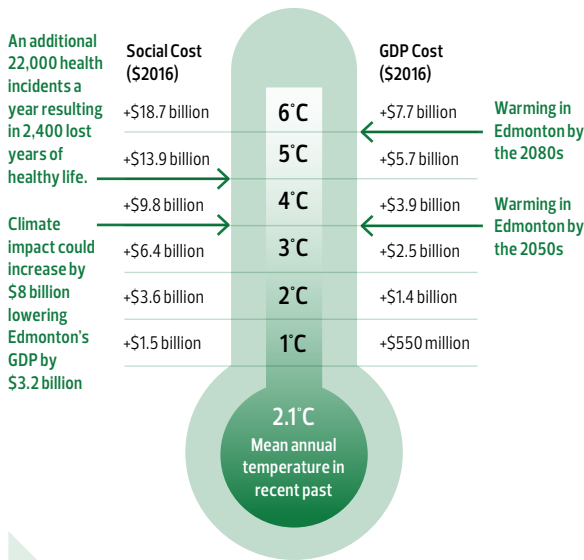 An additional
22,000 health
incidents a
year resulting
in 2,400 lost
years of
healthy life.
Climate
impact could
increase by
$8 billion
lowering
Edmonton's
GDP by
$3.2 billion
Social Cost
($2016)
GDP Cost
($2016)
+$18.7 billion 6°C +$7.7 billion
+$13.9 billion 5°C +$5.7 billion
+$9.8 billion 4°C +$3.9 billion
+$6.4 billion 3°C +$2.5 billion
+$3.6 billion 2°C +$1.4 billion
+$1.5 billion 1°C +$550 million
2.1°C
Mean annual
temperature in
recent past
Warming in
Edmonton by
the 2080s
Warming in
Edmonton by
the 2050s